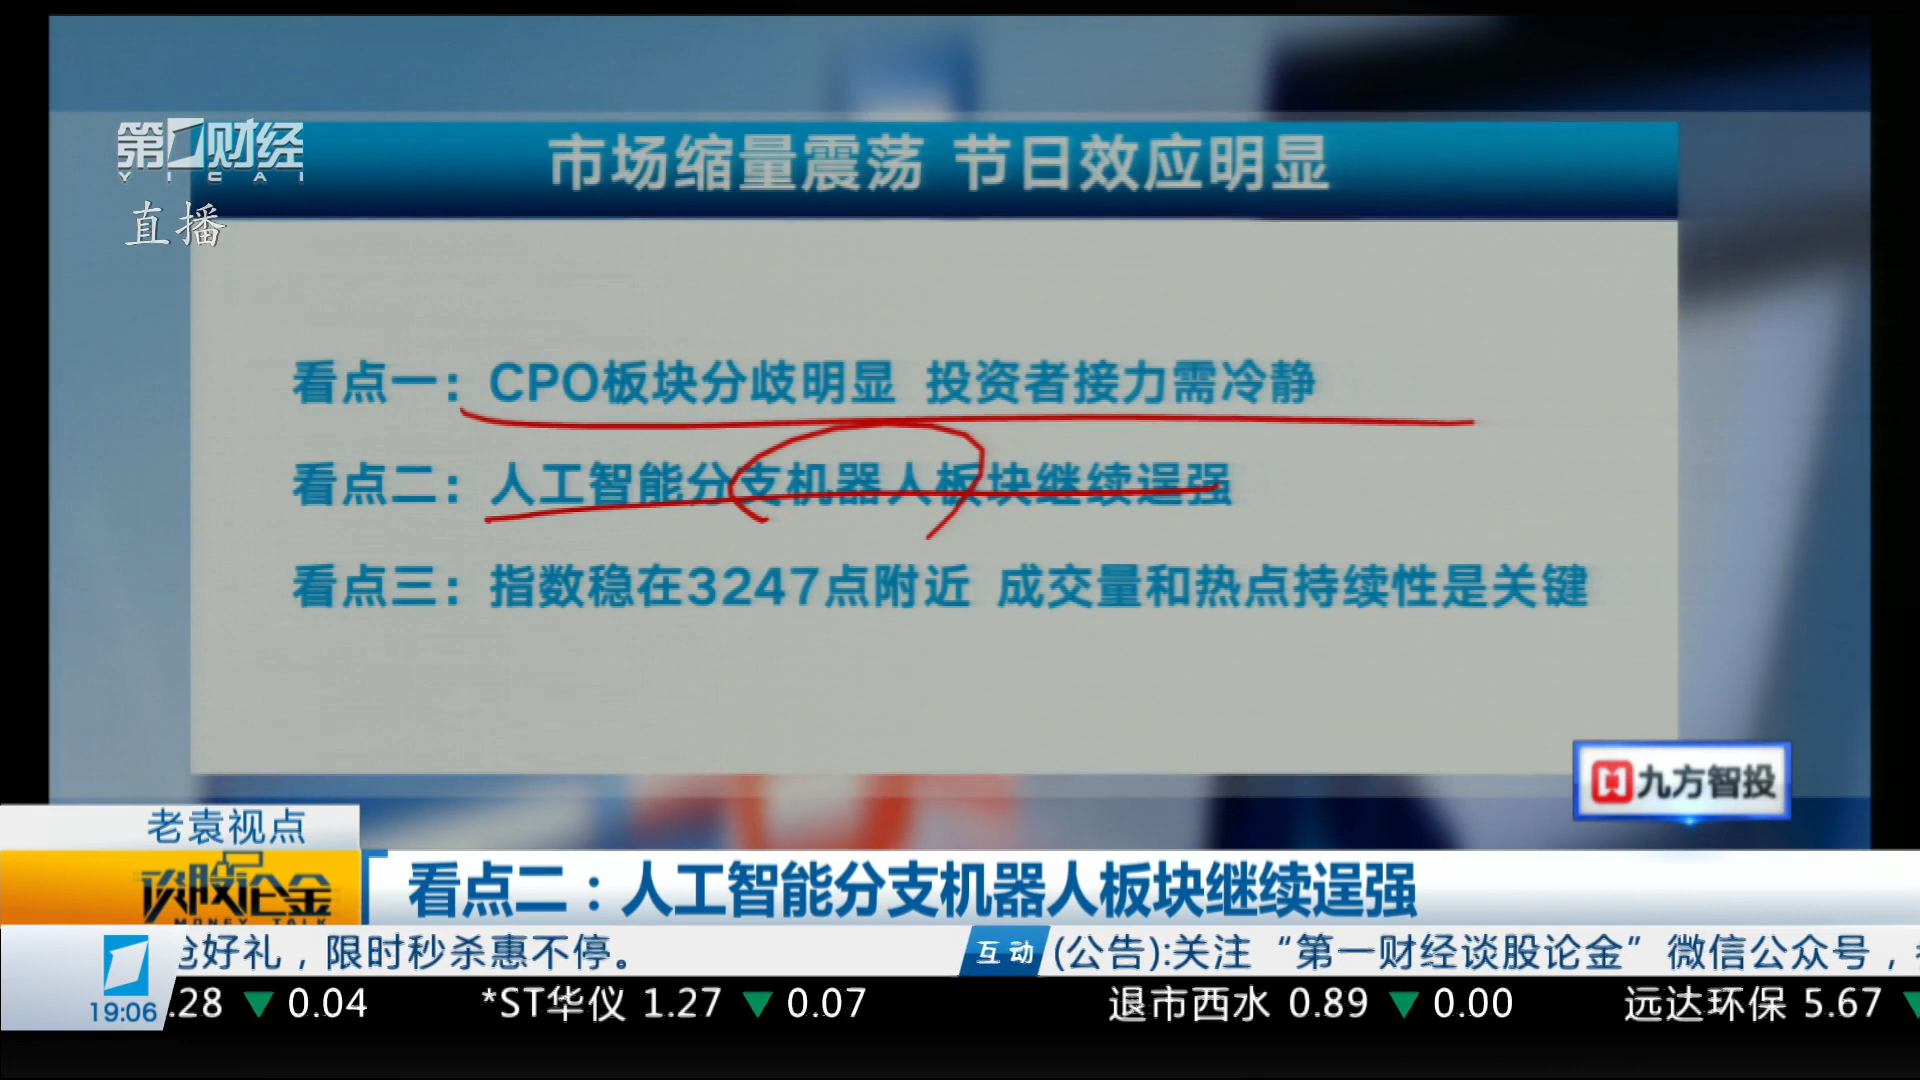 第一财经
YICAI
直播
市场缩量震荡 节日效应明显
看点一：CPO板块分歧明显 投资者接力需冷静
看点二：人工智能分支机器人板块继续逞强
看点三：指数稳在3247点附近 成交量和热点持续性是关键
九方智投
老袁视点
谈股论金
MONEY TALK
看点二：人工智能分支机器人板块继续逞强
好礼，限时秒杀惠不停。 互动 (公告):关注“第一财经谈股论金”微信公众号，
19:06
.28 ▼ 0.04 *ST华仪 1.27 ▼ 0.07 退市西水 0.89 ▼ 0.00 远达环保 5.67 ▼